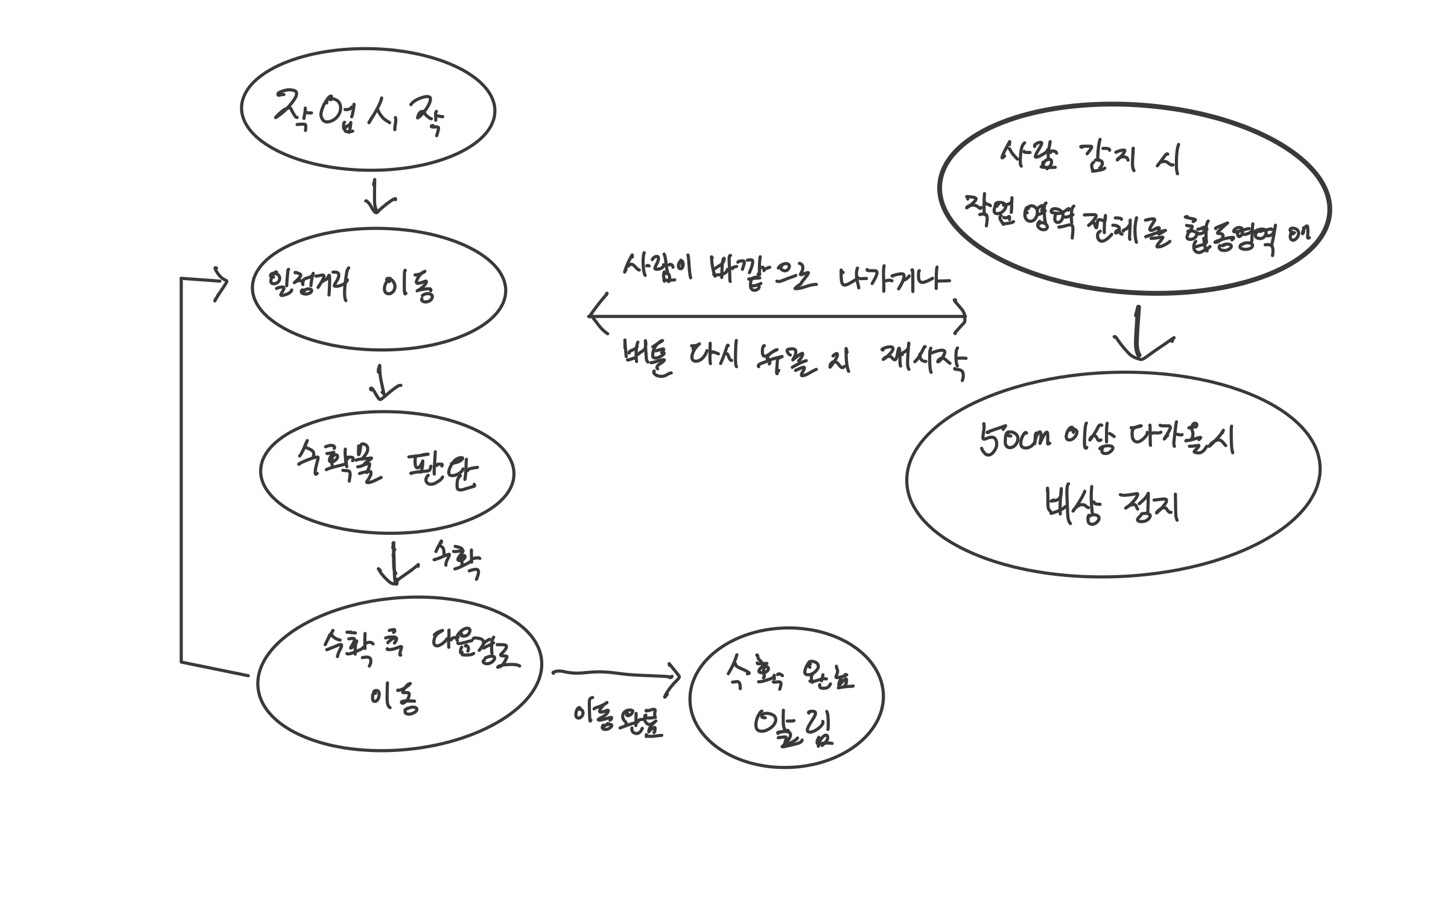 작업시작
일정거리 이동
수확물 판단
수확
수확 후 다음경로
이동
이동 완료
수확 완료
알림
사람이 바깥으로 나가거나
버튼 다시 누를 시 재시작
사람 감지 시
작업 영역 전체를 협동영역
50cm 이상 다가올시
비상 정지